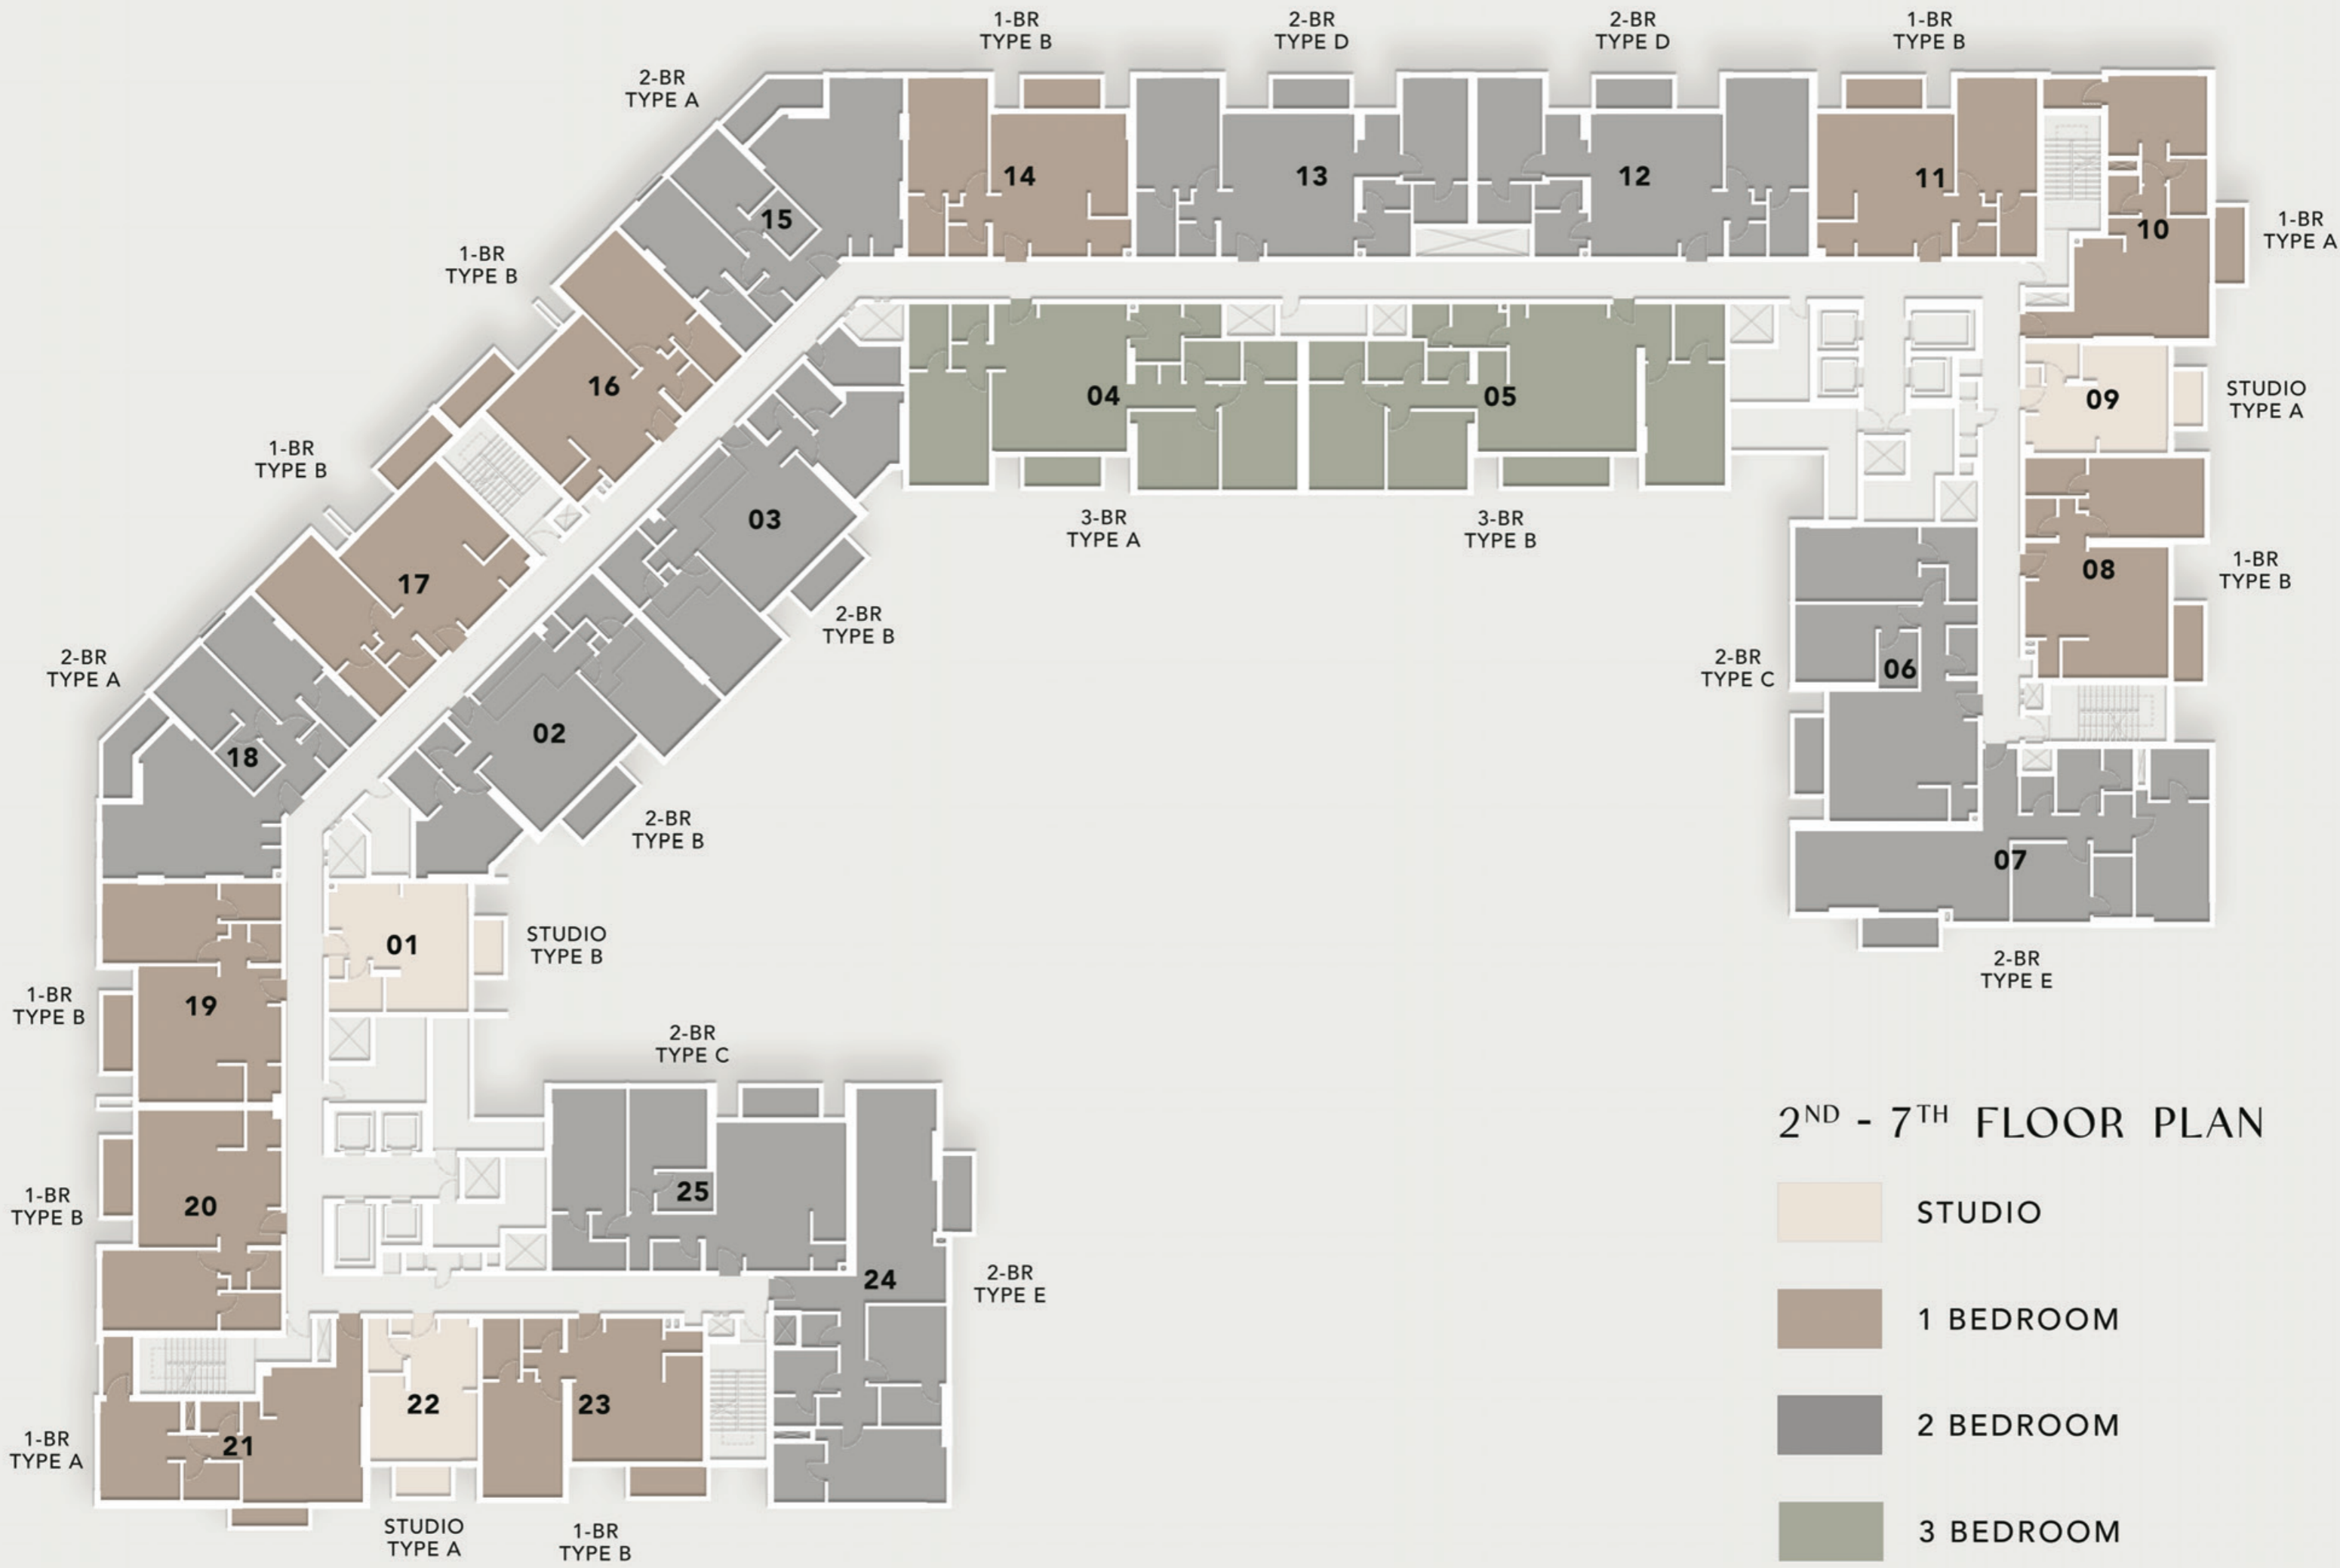 1-BR
TYPE B
2-BR
TYPE D
2-BR
TYPE D
1-BR
TYPE B
2-BR
TYPE A
14
13
12
11
10
1-BR
TYPE A
15
1-BR
TYPE B
16
04
05
09
STUDIO
TYPE A
1-BR
TYPE B
03
3-BR
TYPE A
3-BR
TYPE B
08
1-BR
TYPE B
17
2-BR
TYPE B
2-BR
TYPE A
2-BR
TYPE C
06
02
18
2-BR
TYPE B
07
01
STUDIO
TYPE B
2-BR
TYPE E
1-BR
TYPE B
19
2-BR
TYPE C
2ND - 7TH FLOOR PLAN
1-BR
TYPE B
20
25
STUDIO
24
2-BR
TYPE E
1 BEDROOM
22
23
2 BEDROOM
1-BR
TYPE A
21
STUDIO
TYPE A
1-BR
TYPE B
3 BEDROOM